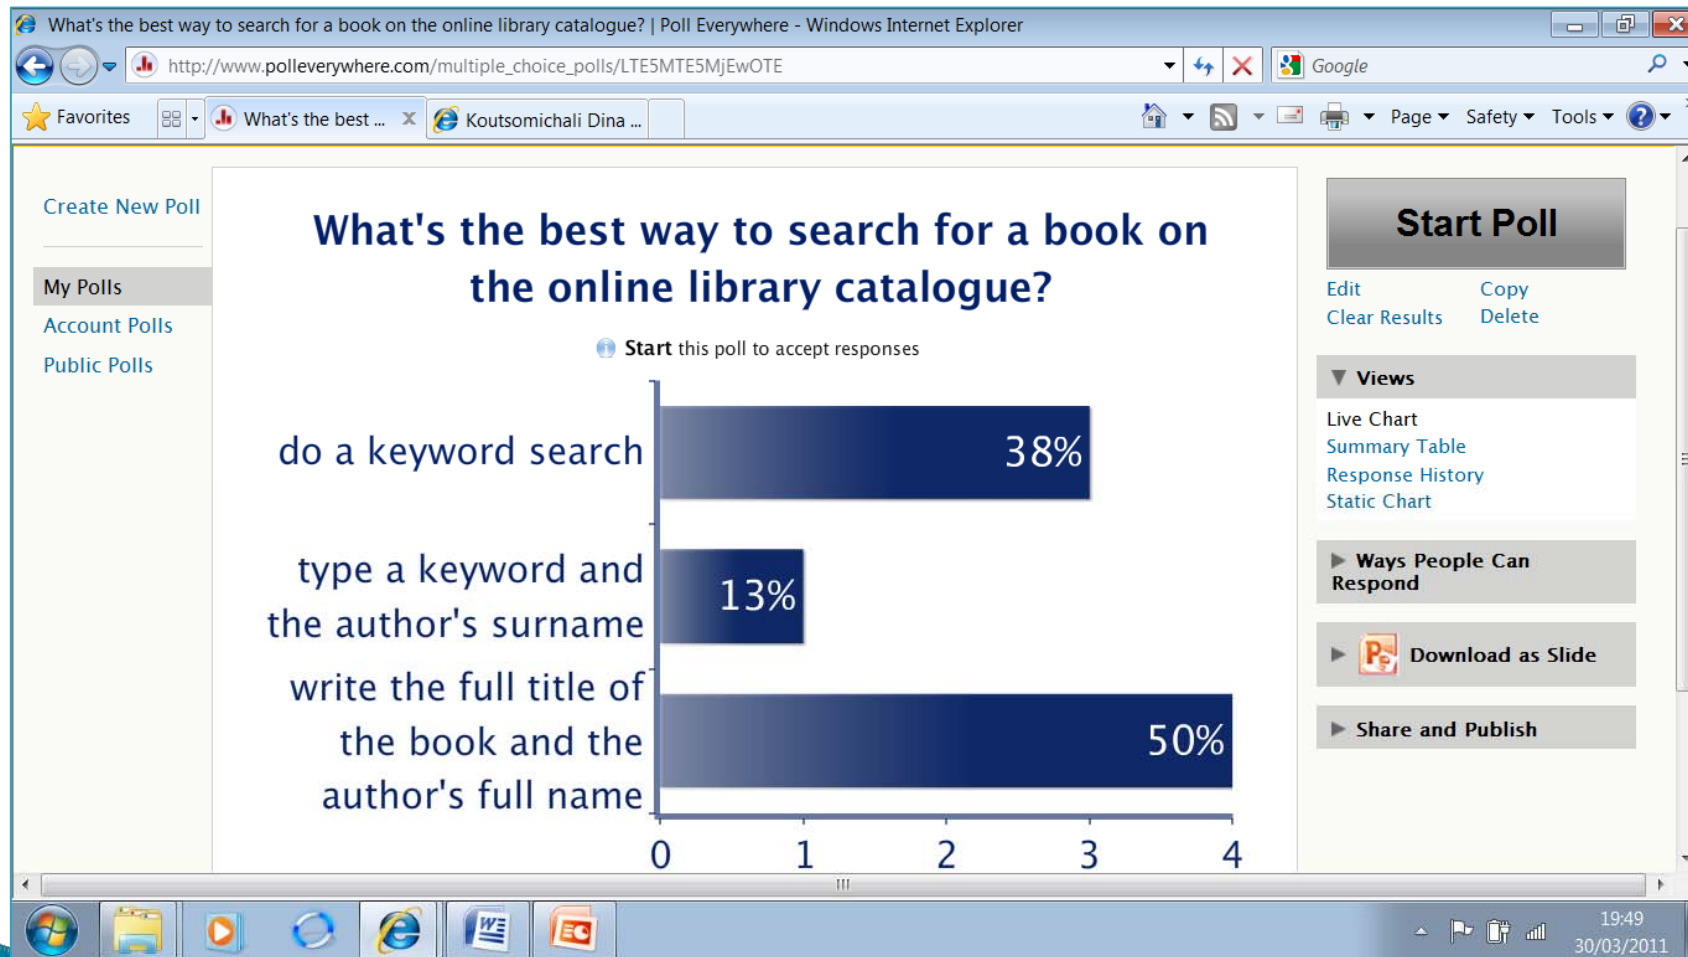 What's the best way to search for a book on the online library catalogue? | Poll Everywhere - Windows Internet Explorer
http://www.polleverywhere.com/multiple_choice_polls/LTE5MTE5MjEwOTE
Google
Favorites
What's the best ...
Koutsomichali Dina ...
Page
Safety
Tools
Create New Poll
My Polls
Account Polls
Public Polls
What's the best way to search for a book on
the online library catalogue?
Start this poll to accept responses
do a keyword search
38%
type a keyword and
the author's surname
13%
write the full title of
the book and the
author's full name
50%
0 1 2 3 4
Start Poll
Edit Copy
Clear Results Delete
Views
Live Chart
Summary Table
Response History
Static Chart
Ways People Can
Respond
Download as Slide
Share and Publish
19:49
30/03/2011